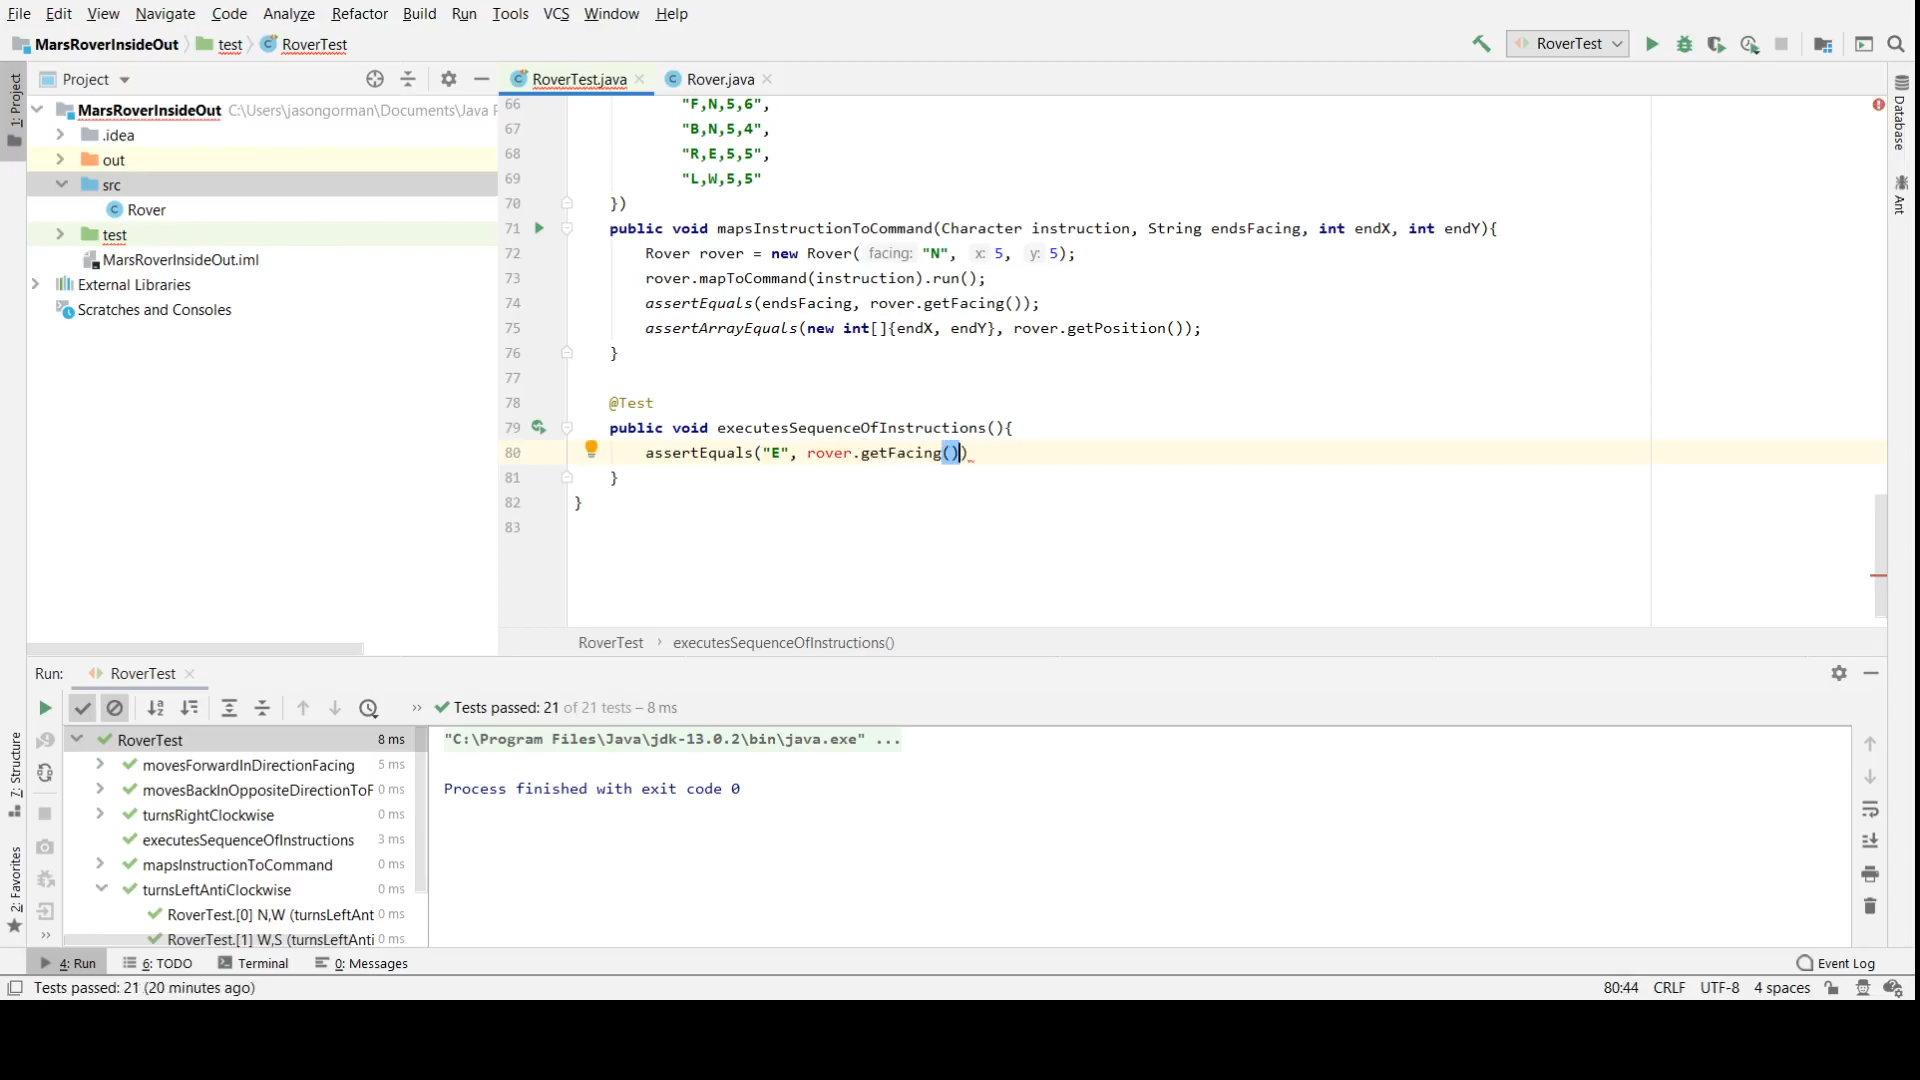 File Edit View Navigate Code Analyze Refactor Build Run Tools VCS Window Help
MarsRoverInsideOut test RoverTest
RoverTest
Project
RoverTest.java Rover.java
1: Project
MarsRoverInsideOut C:\Users\jasongorman\Documents\Java P
.idea
out
src
Rover
test
MarsRoverInsideOut.iml
External Libraries
Scratches and Consoles
66 "F,N,5,6",
67 "B,N,5,4",
68 "R,E,5,5",
69 "L,W,5,5"
70 })
71 public void mapsInstructionToCommand(Character instruction, String endsFacing, int endX, int endY){
72 Rover rover = new Rover( facing: "N", x: 5, y: 5);
73 rover.mapToCommand(instruction).run();
74 assertEquals(endsFacing, rover.getFacing());
75 assertArrayEquals(new int[]{endX, endY}, rover.getPosition());
76 }
77
78 @Test
79 public void executesSequenceOfInstructions(){
80 assertEquals("E", rover.getFacing())
81 }
82 }
83
RoverTest › executesSequenceOfInstructions()
Database
Ant
Run: RoverTest
» Tests passed: 21 of 21 tests – 8 ms
RoverTest 8 ms
movesForwardInDirectionFacing 5 ms
movesBackInOppositeDirectionToF 0 ms
turnsRightClockwise 0 ms
executesSequenceOfInstructions 3 ms
mapsInstructionToCommand 0 ms
turnsLeftAntiClockwise 0 ms
RoverTest.[0] N,W (turnsLeftAnt 0 ms
RoverTest.[1] W,S (turnsLeftAnti 0 ms
"C:\Program Files\Java\jdk-13.0.2\bin\java.exe" ...
Process finished with exit code 0
7: Structure
2: Favorites
4: Run 6: TODO Terminal 0: Messages
Event Log
Tests passed: 21 (20 minutes ago)
80:44 CRLF UTF-8 4 spaces